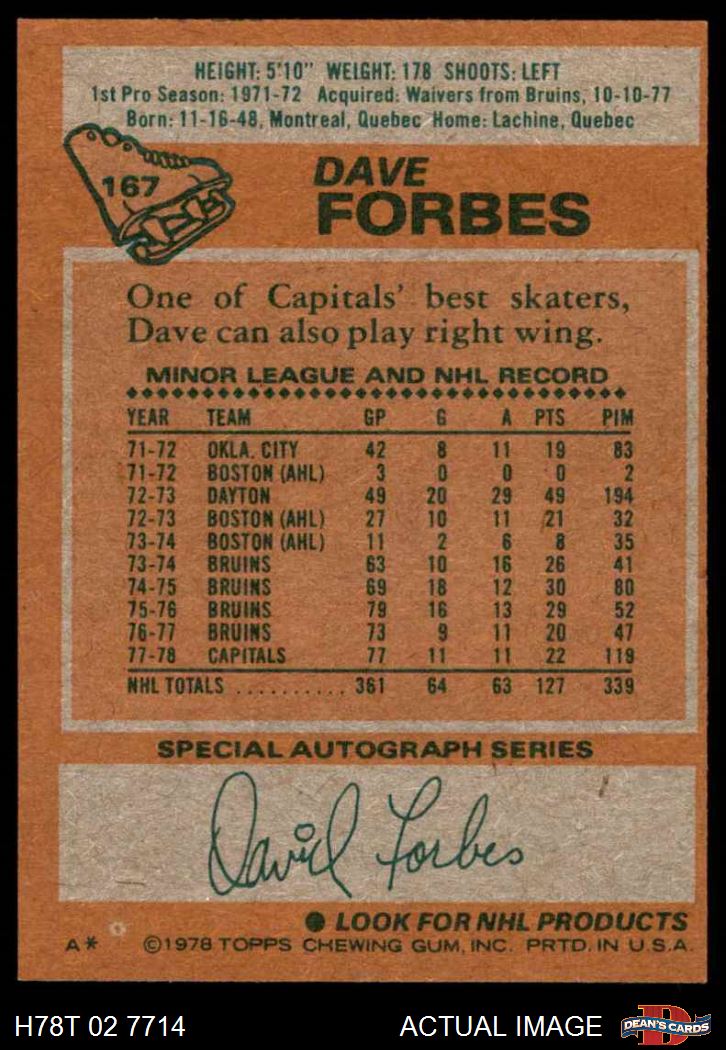 HEIGHT: 5'10" WEIGHT: 178 SHOOTS: LEFT
1st Pro Season: 1971-72 Acquired: Waivers from Bruins, 10-10-77
Born: 11-16-48, Montreal, Quebec Home: Lachine, Quebec
167
DAVE
FORBES
One of Capitals' best skaters,
Dave can also play right wing.
MINOR LEAGUE AND NHL RECORD
YEAR TEAM GP G A PTS PIM
71-72 OKLA. CITY 42 8 11 19 83
71-72 BOSTON (AHL) 3 0 0 0 2
72-73 DAYTON 49 20 29 49 194
72-73 BOSTON (AHL) 27 10 11 21 32
73-74 BOSTON (AHL) 11 2 6 8 35
73-74 BRUINS 63 10 16 26 41
74-75 BRUINS 69 18 12 30 80
75-76 BRUINS 79 16 13 29 52
76-77 BRUINS 73 9 11 20 47
77-78 CAPITALS 77 11 11 22 119
NHL TOTALS .......... 361 64 63 127 339
SPECIAL AUTOGRAPH SERIES
David Forbes
● LOOK FOR NHL PRODUCTS
A* ©1978 TOPPS CHEWING GUM, INC. PRTD. IN U.S.A.
H78T 02 7714 ACTUAL IMAGE D DEAN'S CARDS